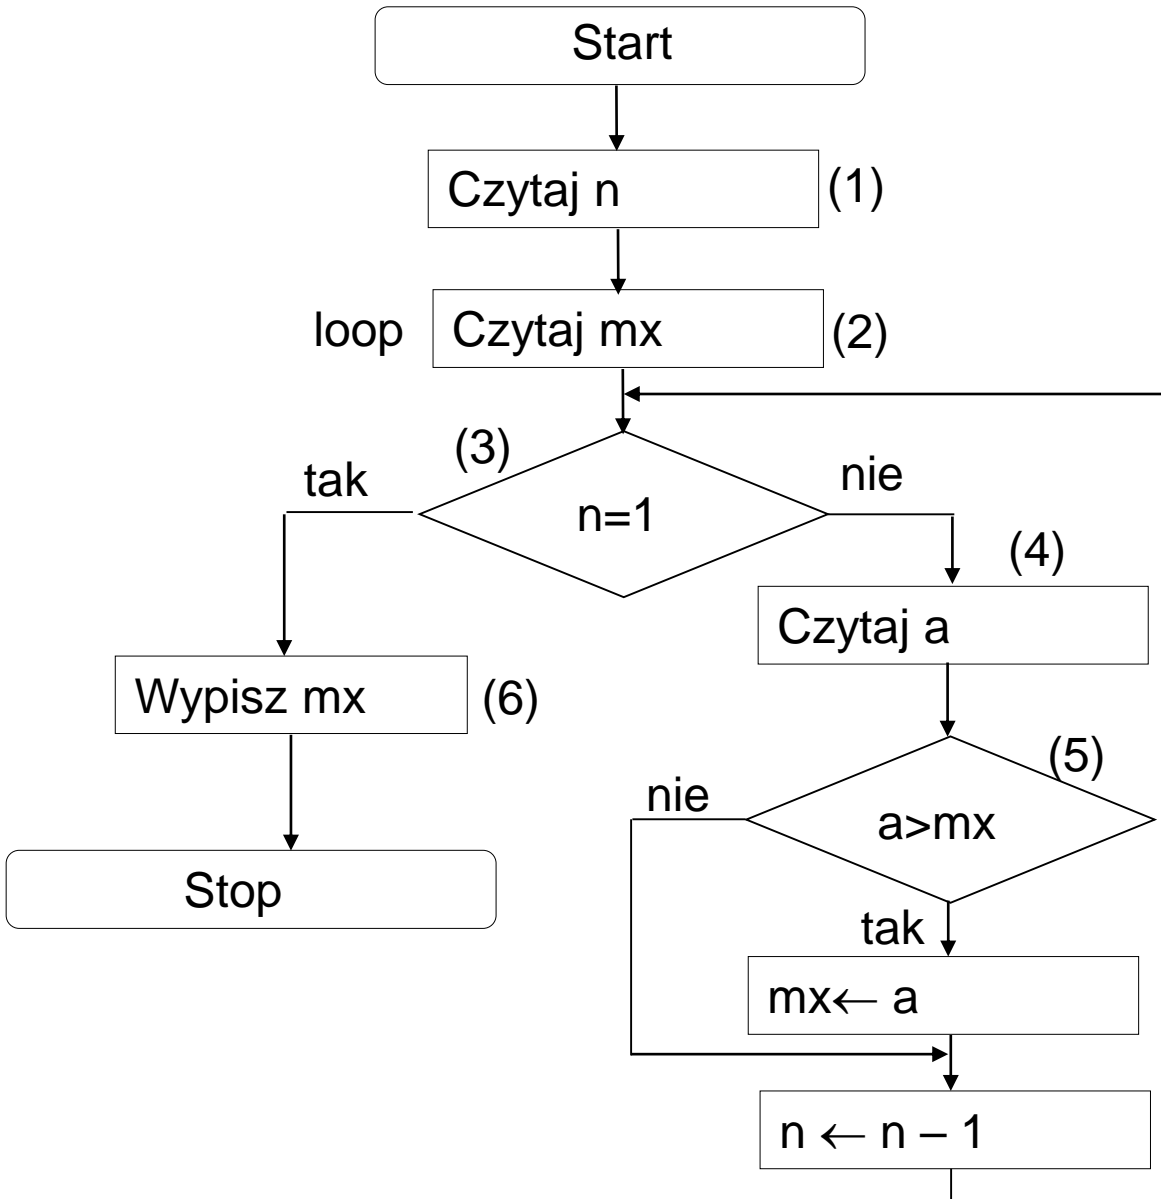 Start
Czytaj n
(1)
loop
Czytaj mx
(2)
(3)
tak
n=1
nie
(4)
Czytaj a
Wypisz mx
(6)
(5)
nie
a>mx
Stop
tak
mx← a
n ← n – 1